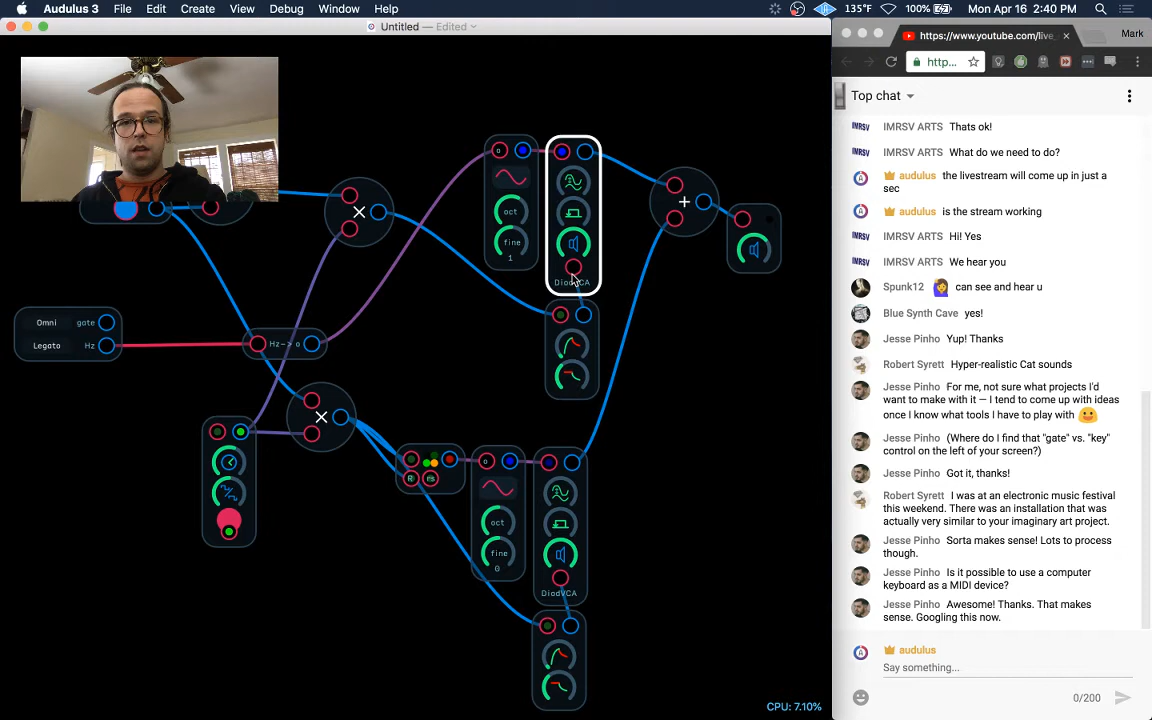 Audulus 3 File Edit Create View Debug Window Help
135°F 100% Mon Apr 16 2:40 PM
Untitled — Edited
https://www.youtube.com/live_
Mark
http...
Top chat
IMRSV ARTS Thats ok!
IMRSV ARTS What do we need to do?
audulus the livestream will come up in just a
sec
audulus is the stream working
IMRSV ARTS Hi! Yes
IMRSV ARTS We hear you
Spunk12 can see and hear u
Blue Synth Cave yes!
Jesse Pinho Yup! Thanks
Robert Syrett Hyper-realistic Cat sounds
Jesse Pinho For me, not sure what projects I'd
want to make with it — I tend to come up with ideas
once I know what tools I have to play with
Jesse Pinho (Where do I find that "gate" vs. "key"
control on the left of your screen?)
Jesse Pinho Got it, thanks!
Robert Syrett I was at an electronic music festival
this weekend. There was an installation that was
actually very similar to your imaginary art project.
Jesse Pinho Sorta makes sense! Lots to process
though.
Jesse Pinho Is it possible to use a computer
keyboard as a MIDI device?
Jesse Pinho Awesome! Thanks. That makes
sense. Googling this now.
audulus
Say something...
0/200
×
+
o
oct
fine
1
Omni gate
Legato Hz
Hz-> o
×
R rs
o
oct
fine
0
DiodVCA
CPU: 7.10%